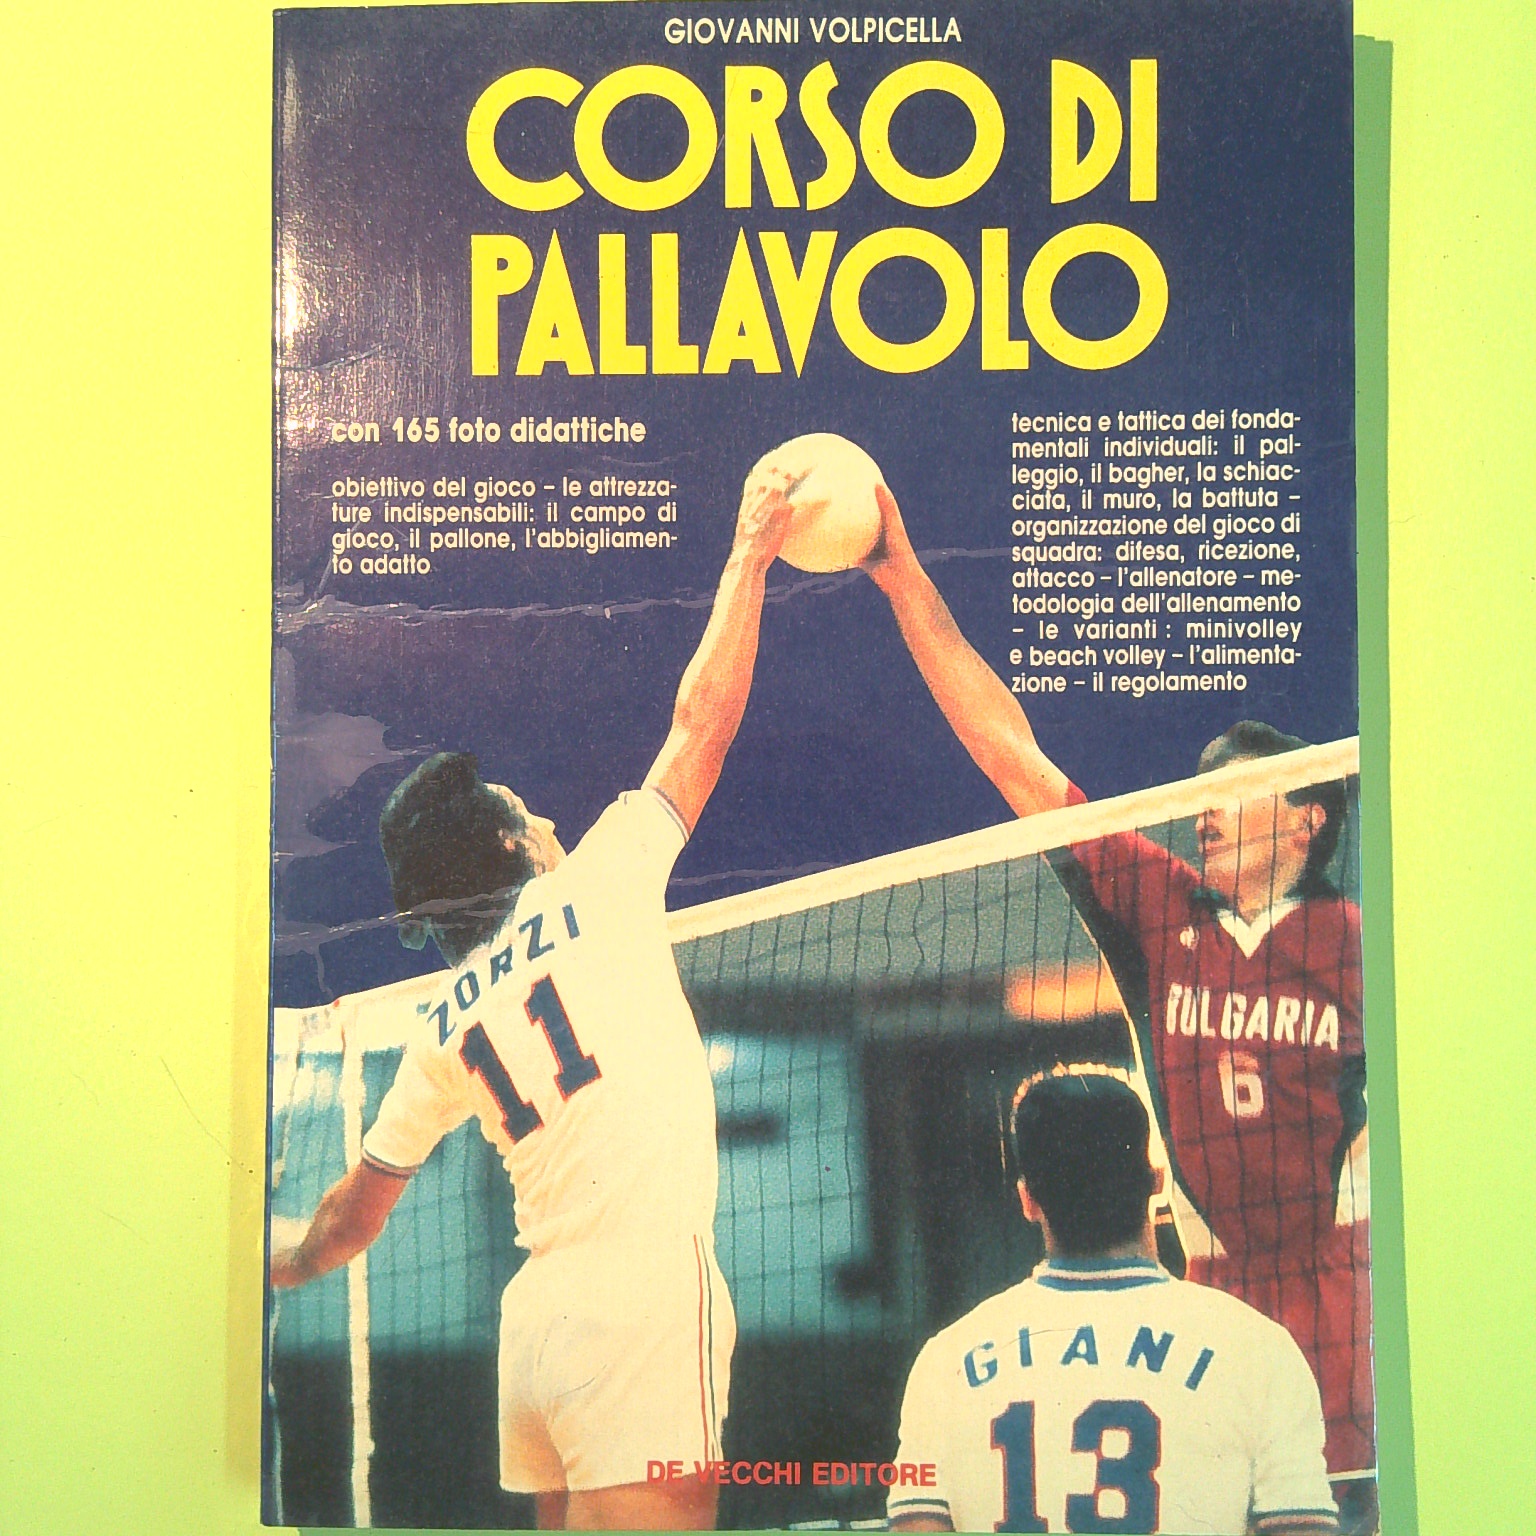 GIOVANNI VOLPICELLA
CORSO DI
PALLAVOLO
con 165 foto didattiche
obiettivo del gioco – le attrezza-
ture indispensabili: il campo di
gioco, il pallone, l'abbigliamen-
to adatto
tecnica e tattica dei fonda-
mentali individuali: il pal-
leggio, il bagher, la schiac-
ciata, il muro, la battuta –
organizzazione del gioco di
squadra: difesa, ricezione,
attacco – l'allenatore – me-
todologia dell'allenamento
– le varianti : minivolley
e beach volley – l'alimenta-
zione – il regolamento
ZORZI
11
BULGARIA
6
GIANI
13
DE VECCHI EDITORE